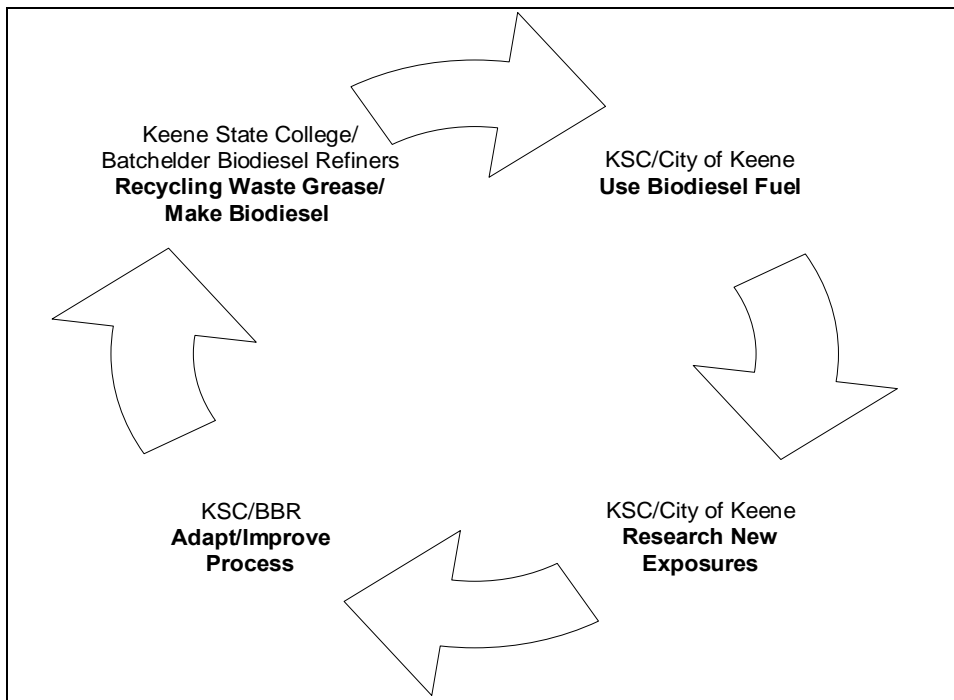 Keene State College/
Batchelder Biodiesel Refiners
Recycling Waste Grease/
Make Biodiesel
KSC/City of Keene
Use Biodiesel Fuel
KSC/City of Keene
Research New
Exposures
KSC/BBR
Adapt/Improve
Process